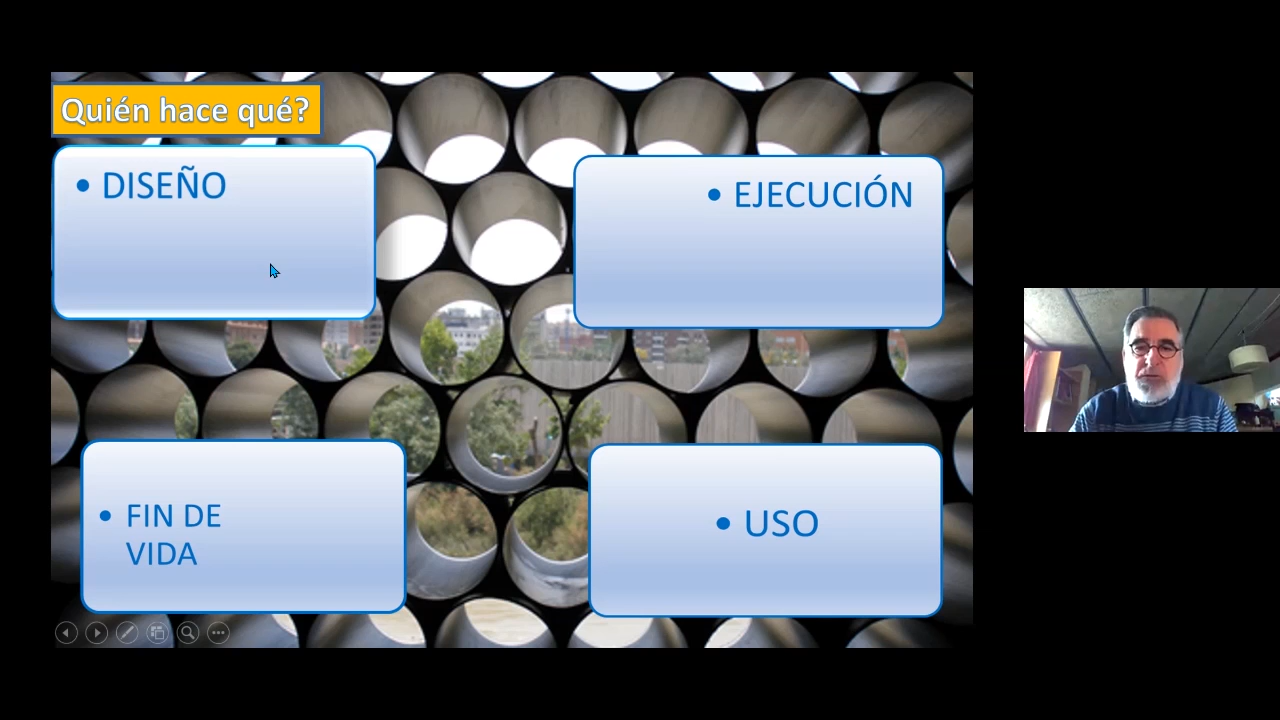 Quién hace qué?
• DISEÑO
• EJECUCIÓN
• FIN DE
VIDA
• USO